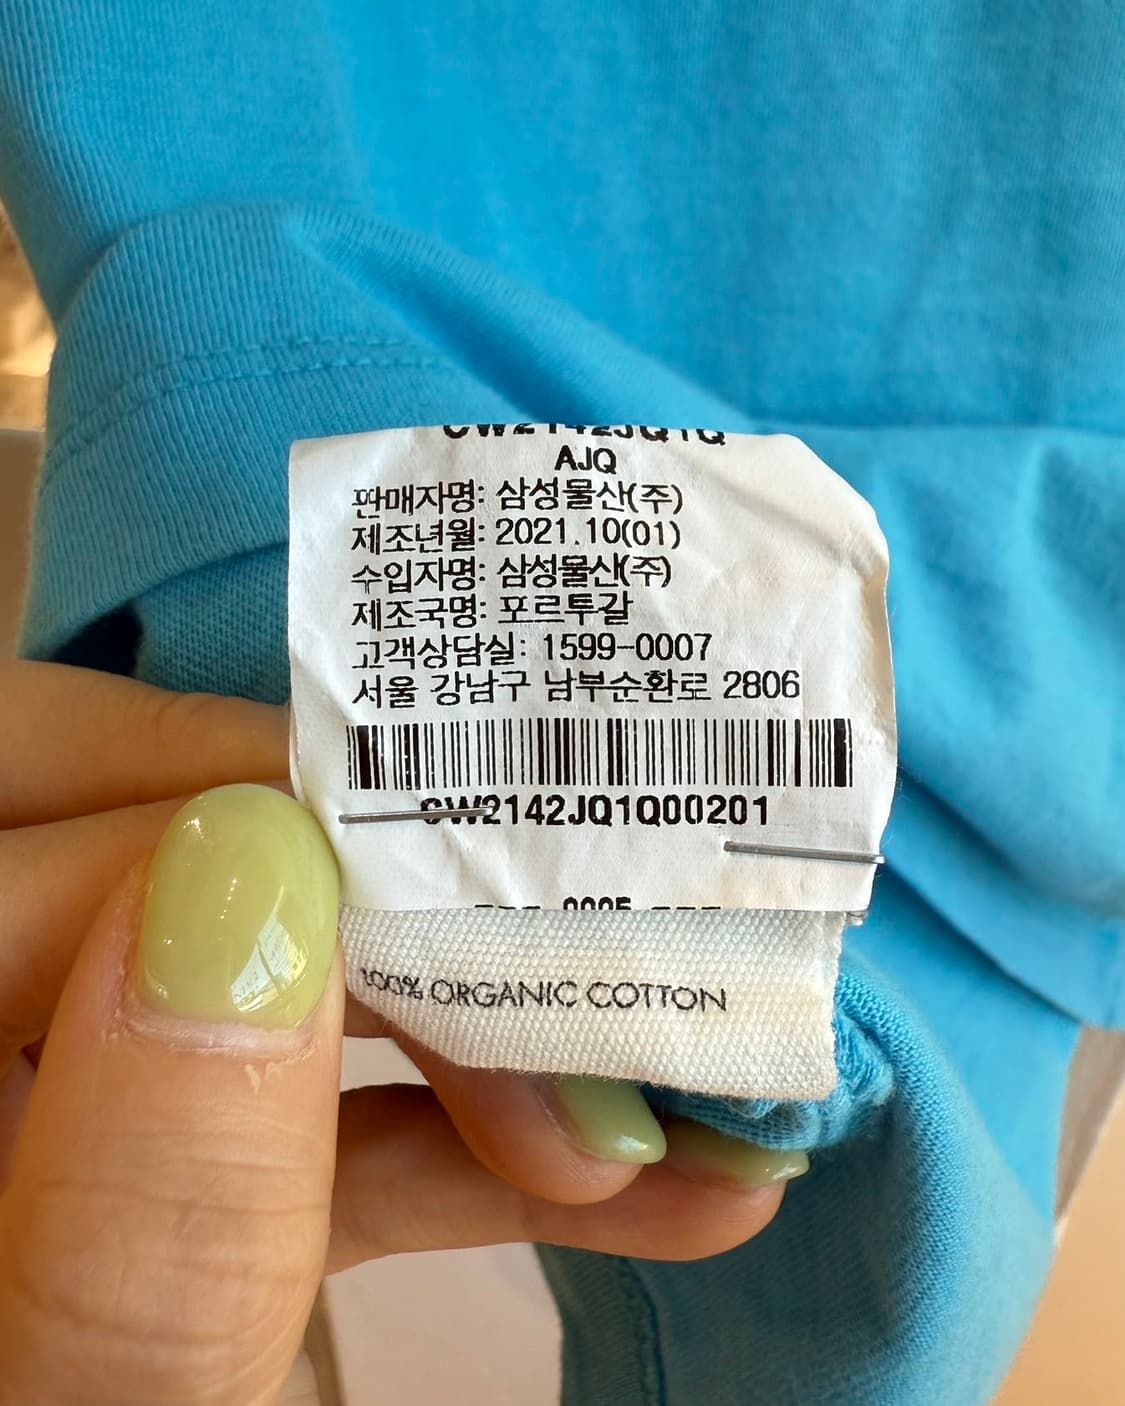 CW2142JQ1Q
AJQ
판매자명: 삼성물산(주)
제조년월: 2021.10(01)
수입자명: 삼성물산(주)
제조국명: 포르투갈
고객상담실: 1599-0007
서울 강남구 남부순환로 2806
CW2142JQ1Q00201
100% ORGANIC COTTON